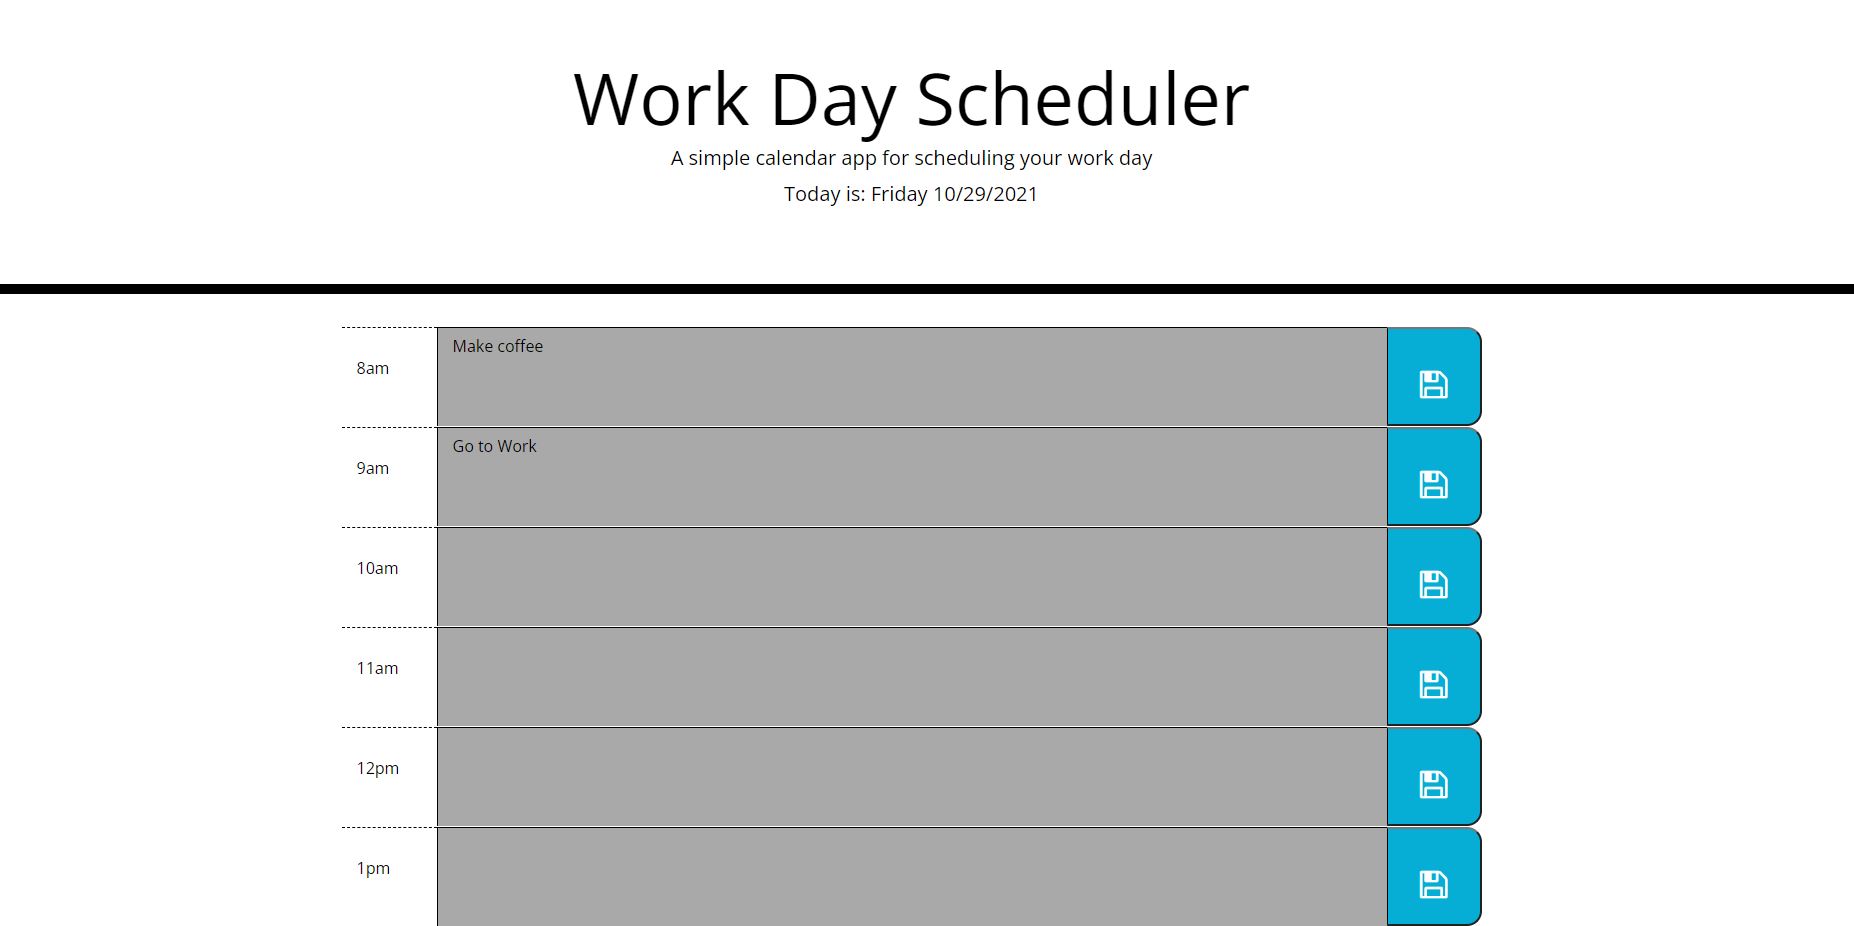 Work Day Scheduler
A simple calendar app for scheduling your work day
Today is: Friday 10/29/2021
8am
Make coffee
9am
Go to Work
10am
11am
12pm
1pm